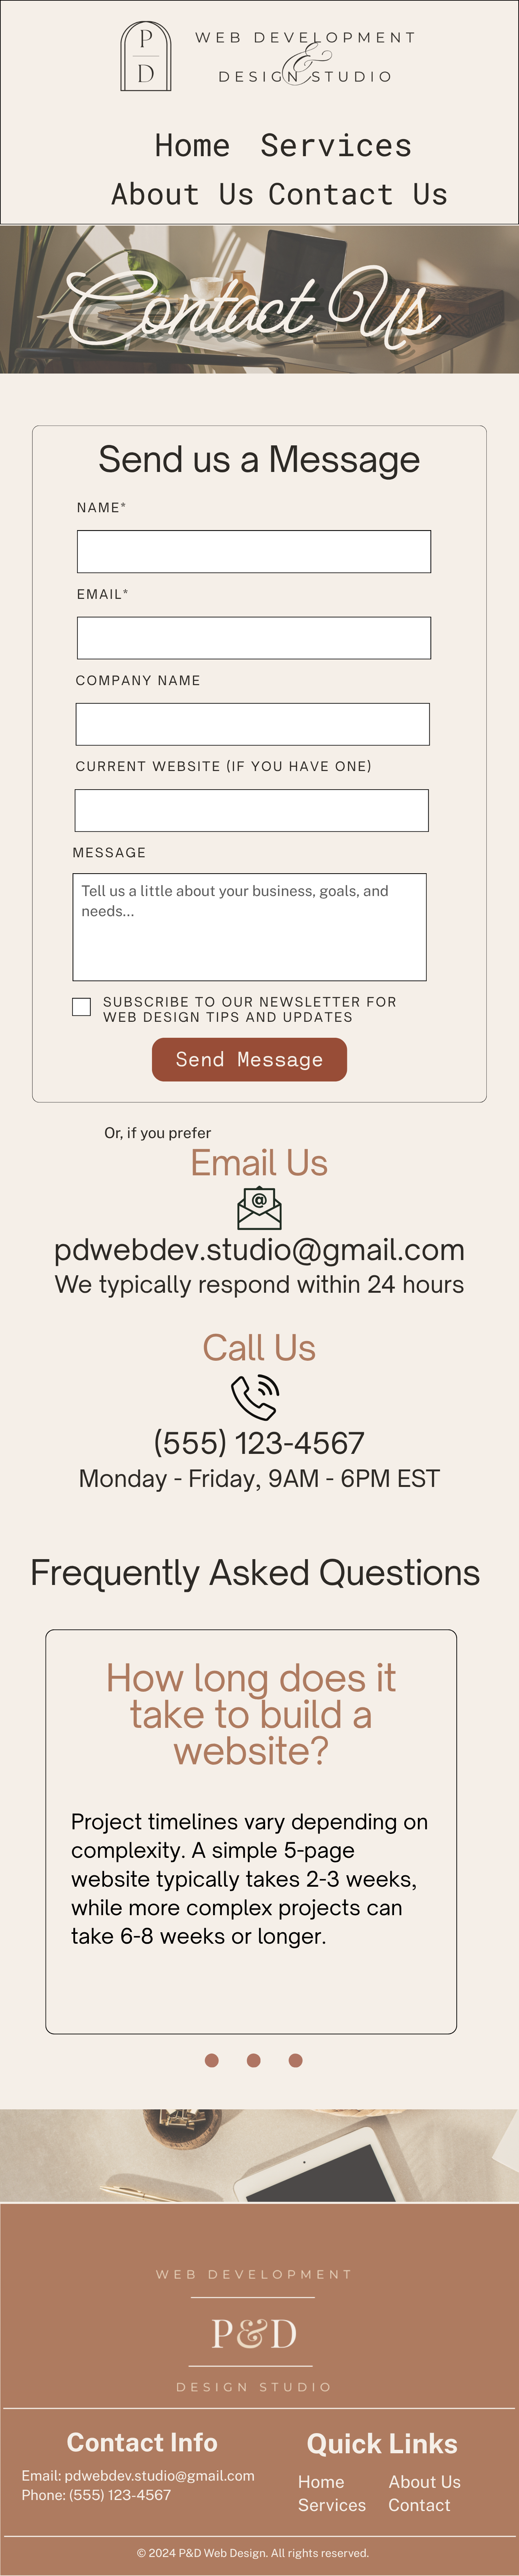 P
D
WEB DEVELOPMENT
&
DESIGN STUDIO
Home Services
About Us Contact Us
Contact Us
Send us a Message
NAME*
EMAIL*
COMPANY NAME
CURRENT WEBSITE (IF YOU HAVE ONE)
MESSAGE
Tell us a little about your business, goals, and
needs...
SUBSCRIBE TO OUR NEWSLETTER FOR
WEB DESIGN TIPS AND UPDATES
Send Message
Or, if you prefer
Email Us
@
pdwebdev.studio@gmail.com
We typically respond within 24 hours
Call Us
(555) 123-4567
Monday - Friday, 9AM - 6PM EST
Frequently Asked Questions
How long does it
take to build a
website?
Project timelines vary depending on
complexity. A simple 5-page
website typically takes 2-3 weeks,
while more complex projects can
take 6-8 weeks or longer.
WEB DEVELOPMENT
P&D
DESIGN STUDIO
Contact Info
Email: pdwebdev.studio@gmail.com
Phone: (555) 123-4567
Quick Links
Home About Us
Services Contact
© 2024 P&D Web Design. All rights reserved.